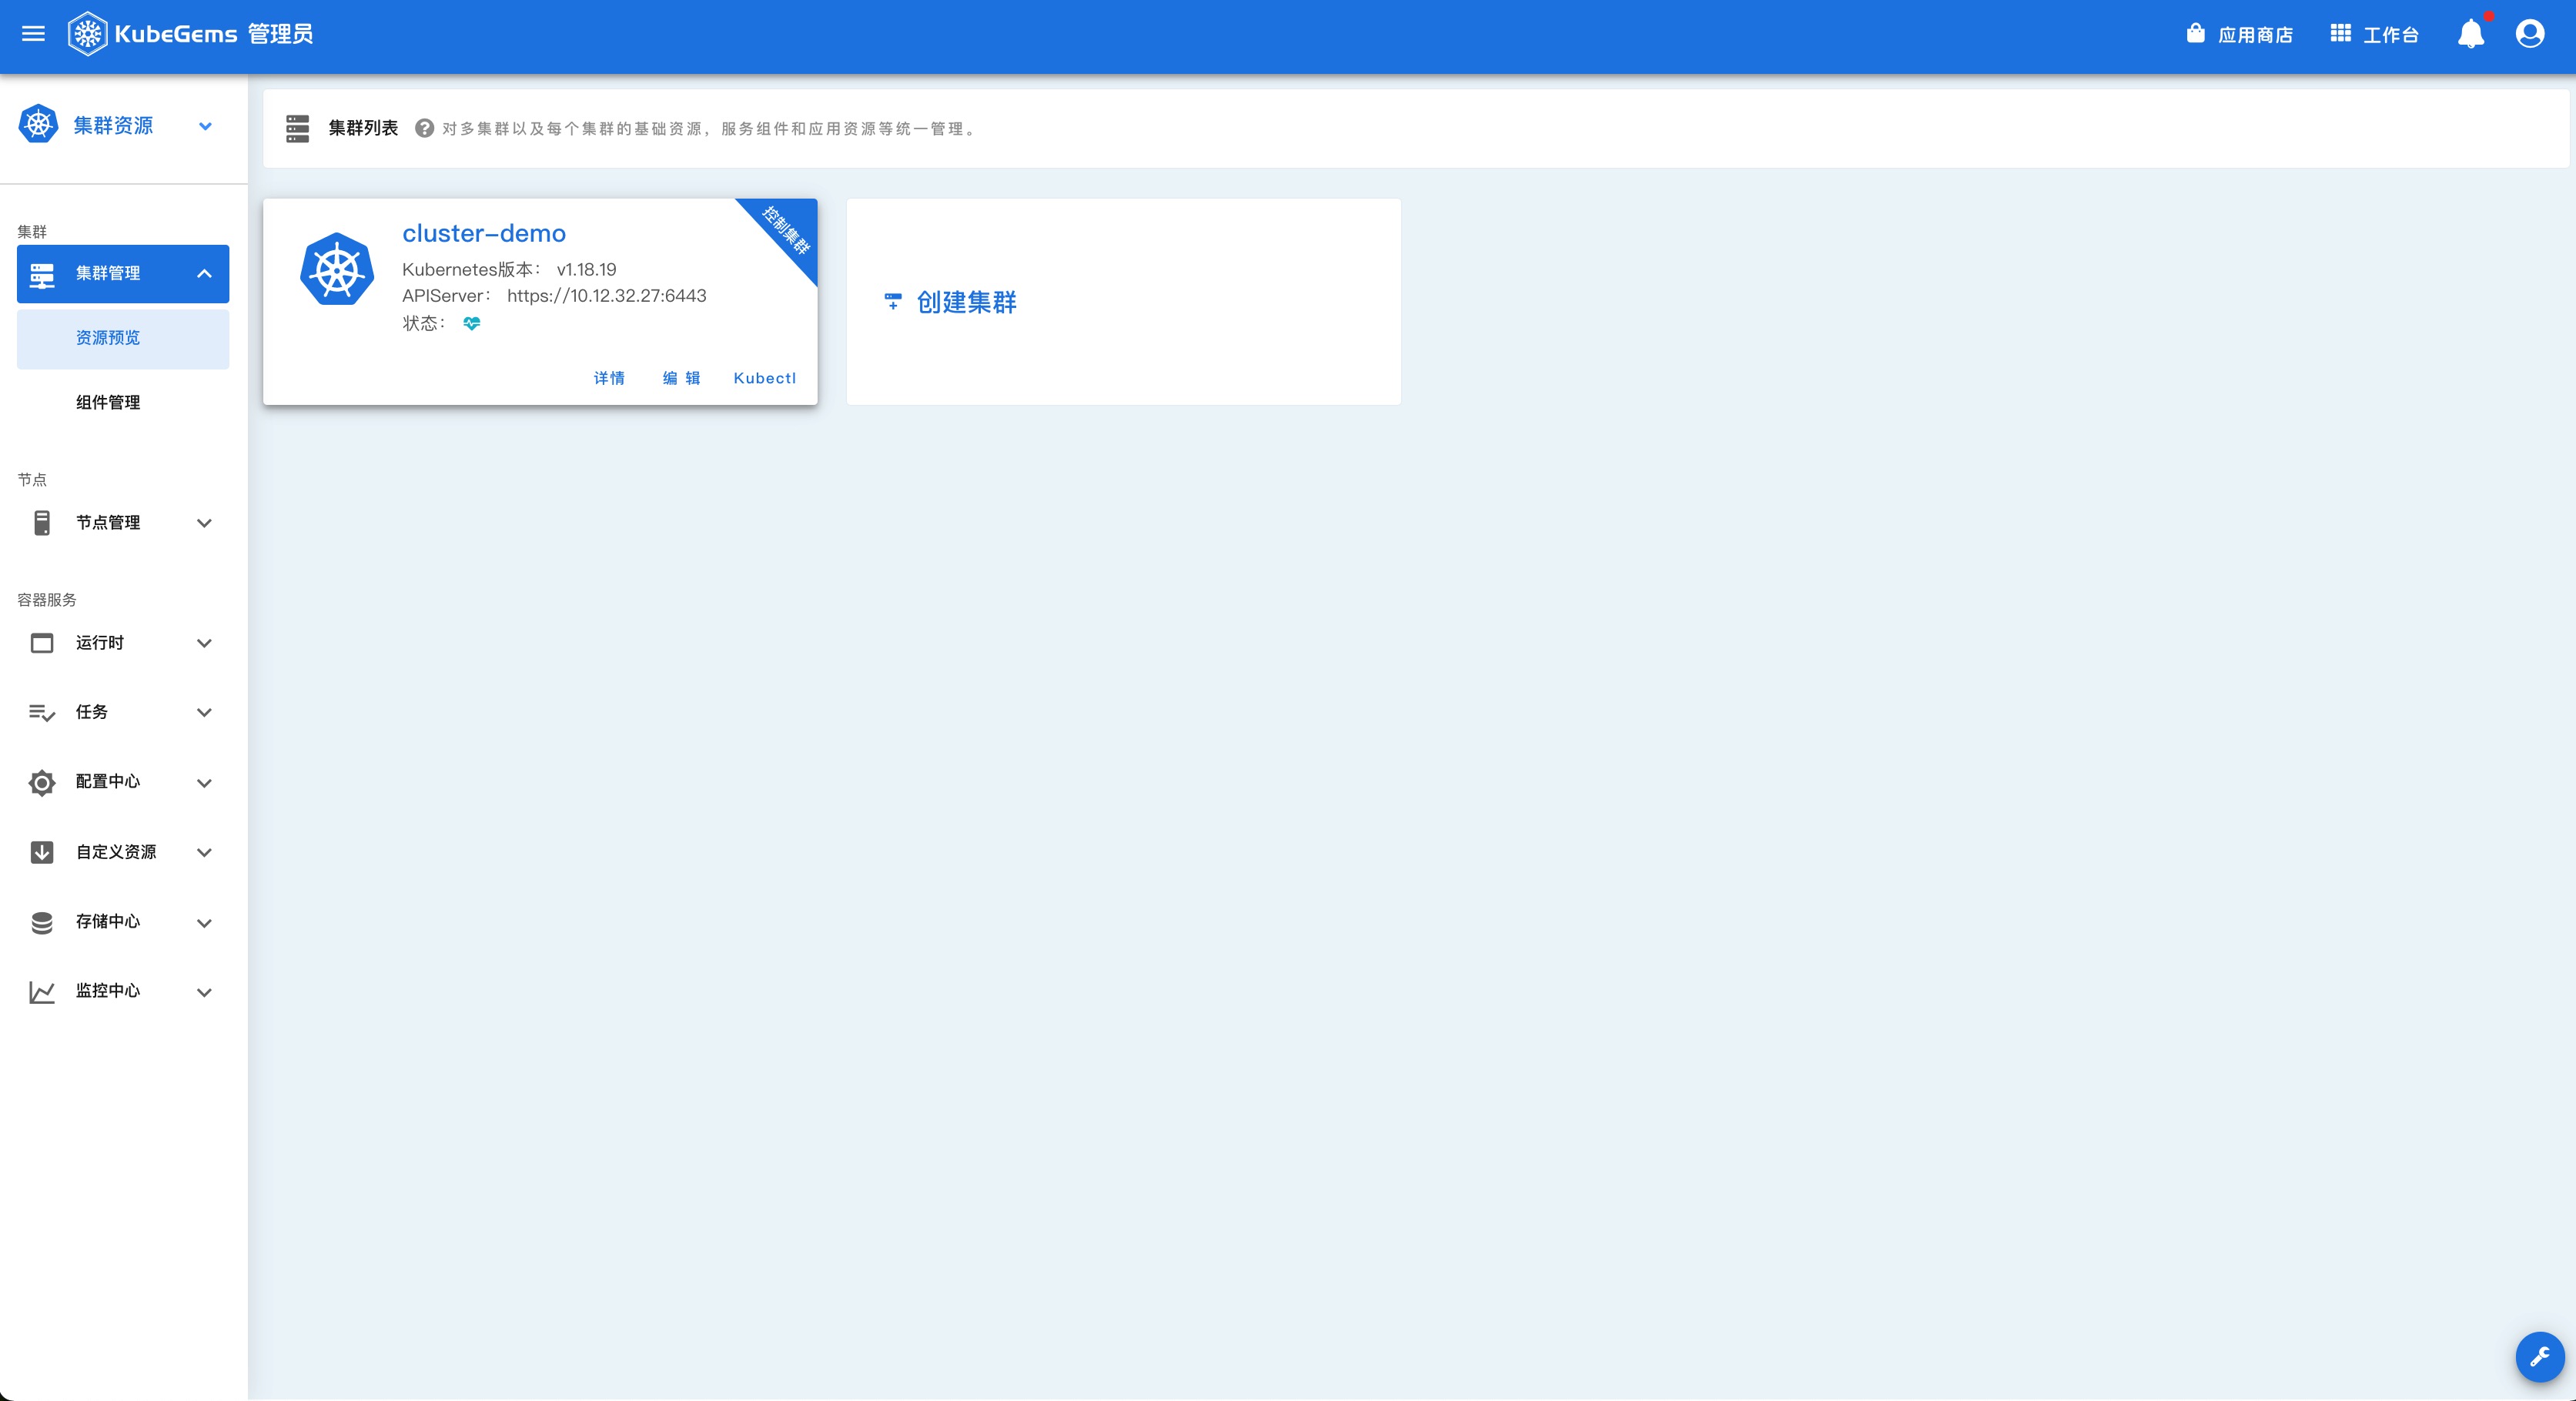 KubeGems 管理员
应用商店
工作台
集群资源
集群
集群管理
资源预览
组件管理
节点
节点管理
容器服务
运行时
任务
配置中心
自定义资源
存储中心
监控中心
集群列表
对多集群以及每个集群的基础资源，服务组件和应用资源等统一管理。
控制集群
cluster-demo
Kubernetes版本： v1.18.19
APIServer： https://10.12.32.27:6443
状态：
详情 编 辑 Kubectl
创建集群